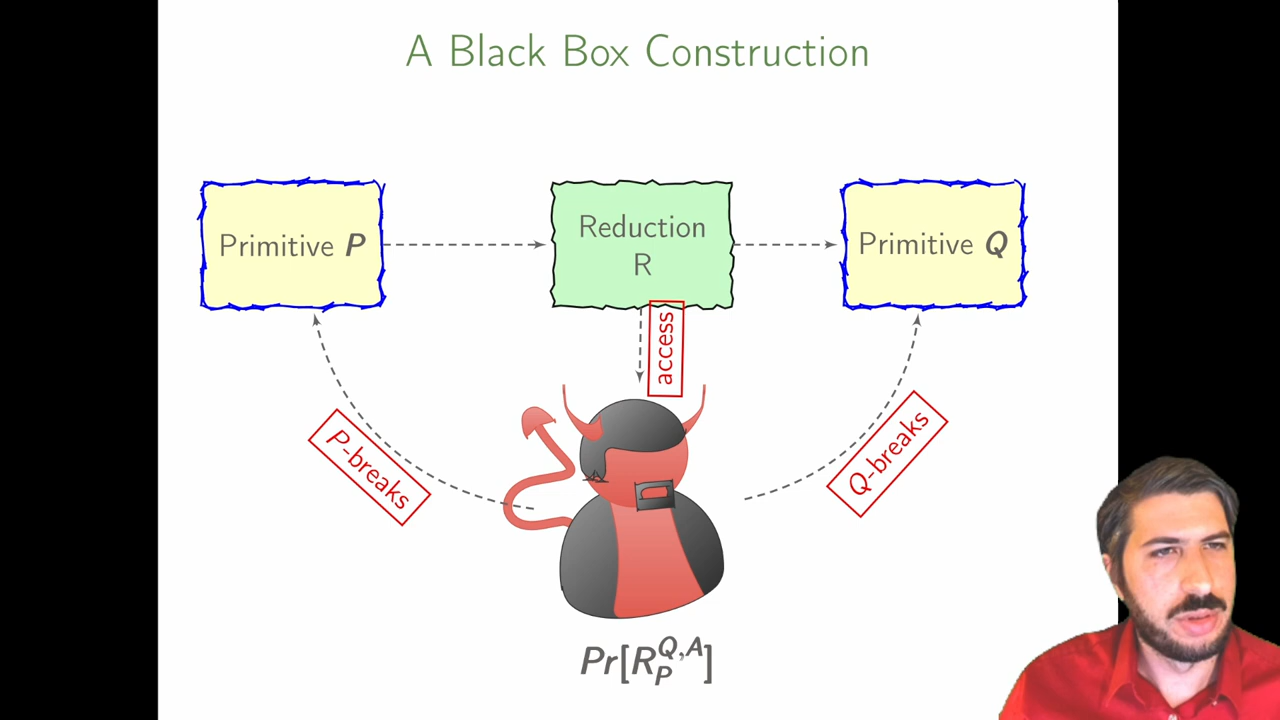 A Black Box Construction
Primitive P
Reduction
R
Primitive Q
access
P-breaks
Q-breaks
Pr[R_P^{Q,A}]